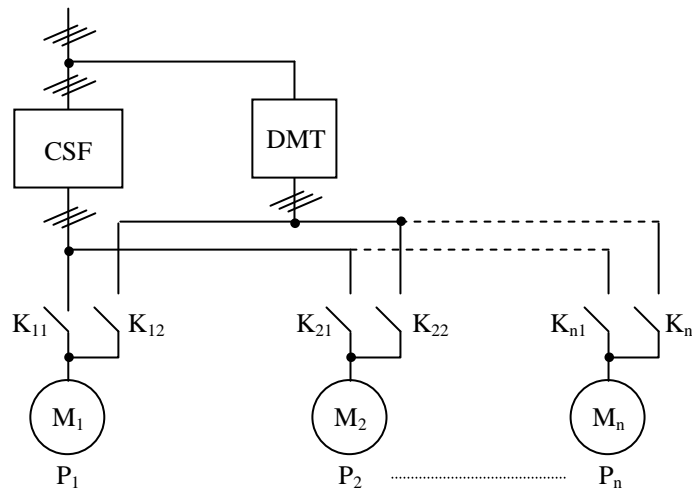 CSF
DMT
K₁₁ K₁₂ K₂₁ K₂₂ Kₙ₁ Kₙ
M₁ M₂ Mₙ
P₁ P₂ Pₙ